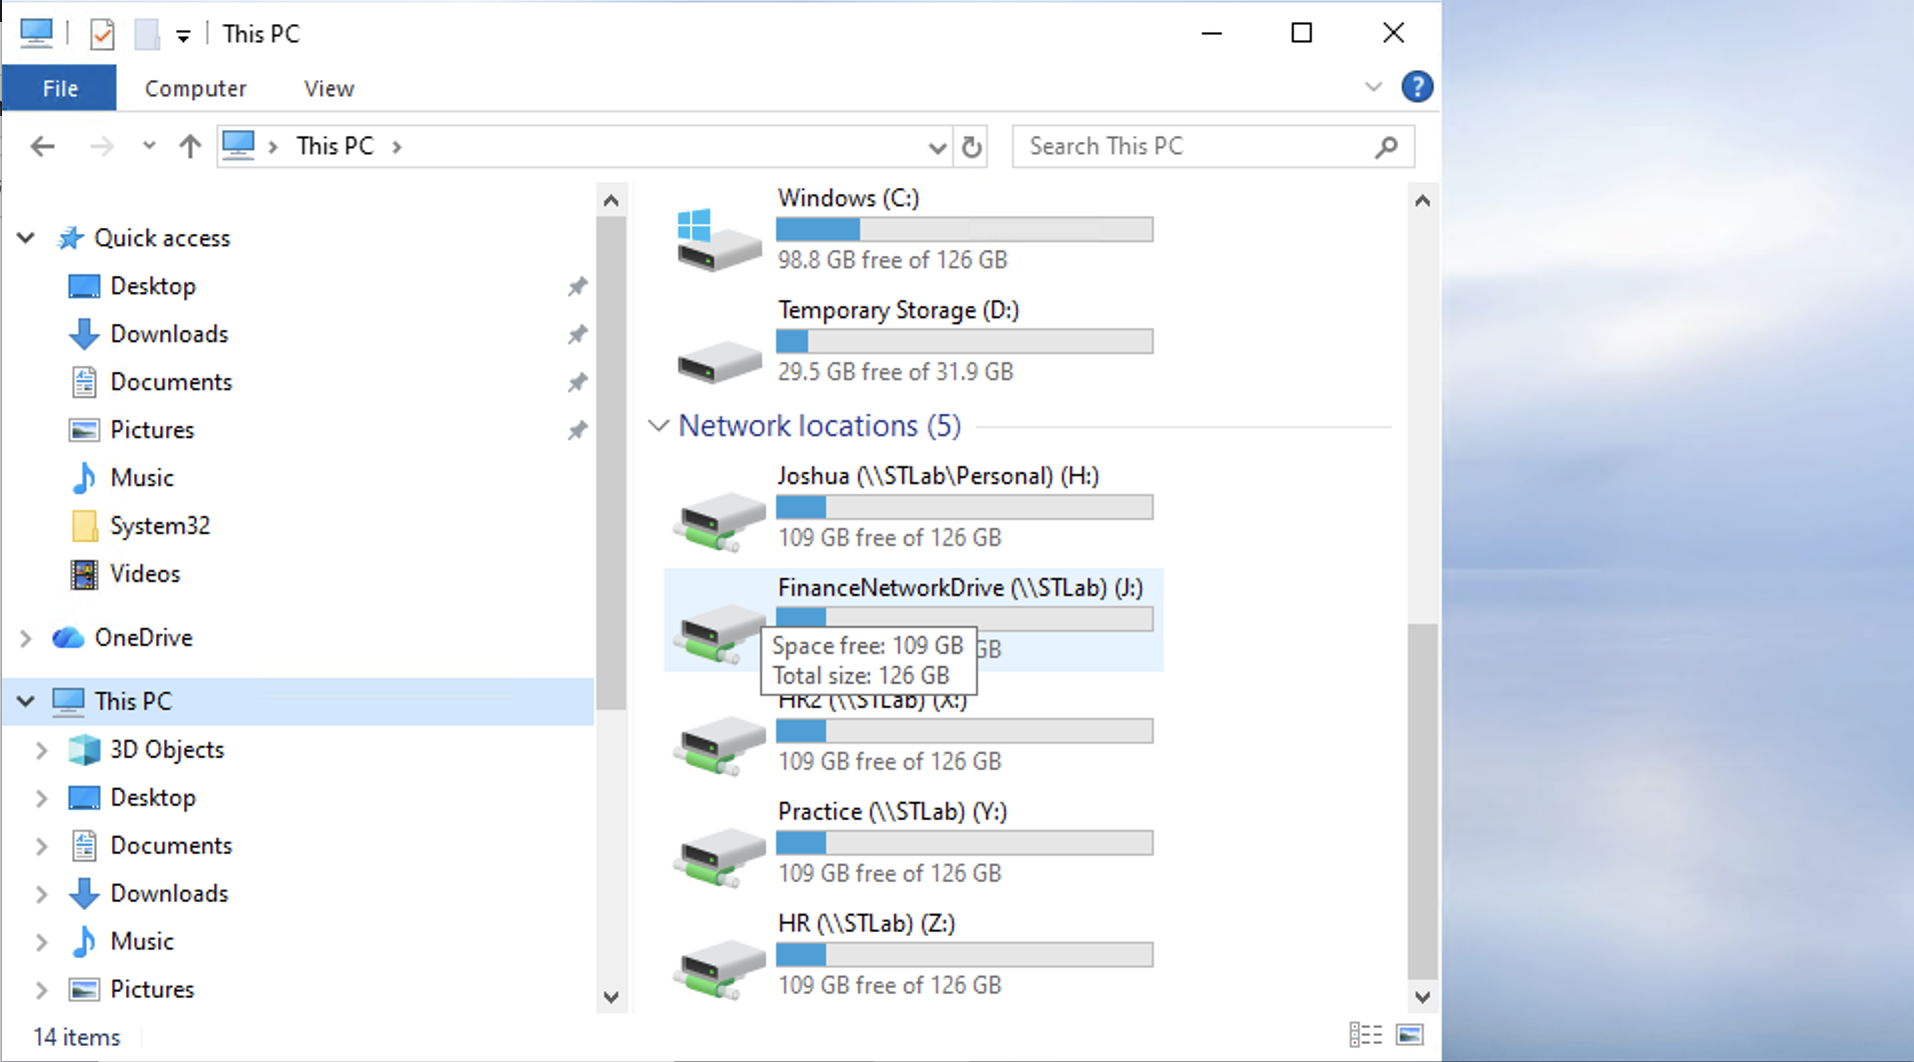 This PC
File Computer View
?
This PC
Search This PC
Quick access
Desktop
Downloads
Documents
Pictures
Music
System32
Videos
OneDrive
This PC
3D Objects
Desktop
Documents
Downloads
Music
Pictures
Windows (C:)
98.8 GB free of 126 GB
Temporary Storage (D:)
29.5 GB free of 31.9 GB
Network locations (5)
Joshua (\\STLab\Personal) (H:)
109 GB free of 126 GB
FinanceNetworkDrive (\\STLab) (J:)
GB
Space free: 109 GB
Total size: 126 GB
HR2 (\\STLab) (X:)
109 GB free of 126 GB
Practice (\\STLab) (Y:)
109 GB free of 126 GB
HR (\\STLab) (Z:)
109 GB free of 126 GB
14 items